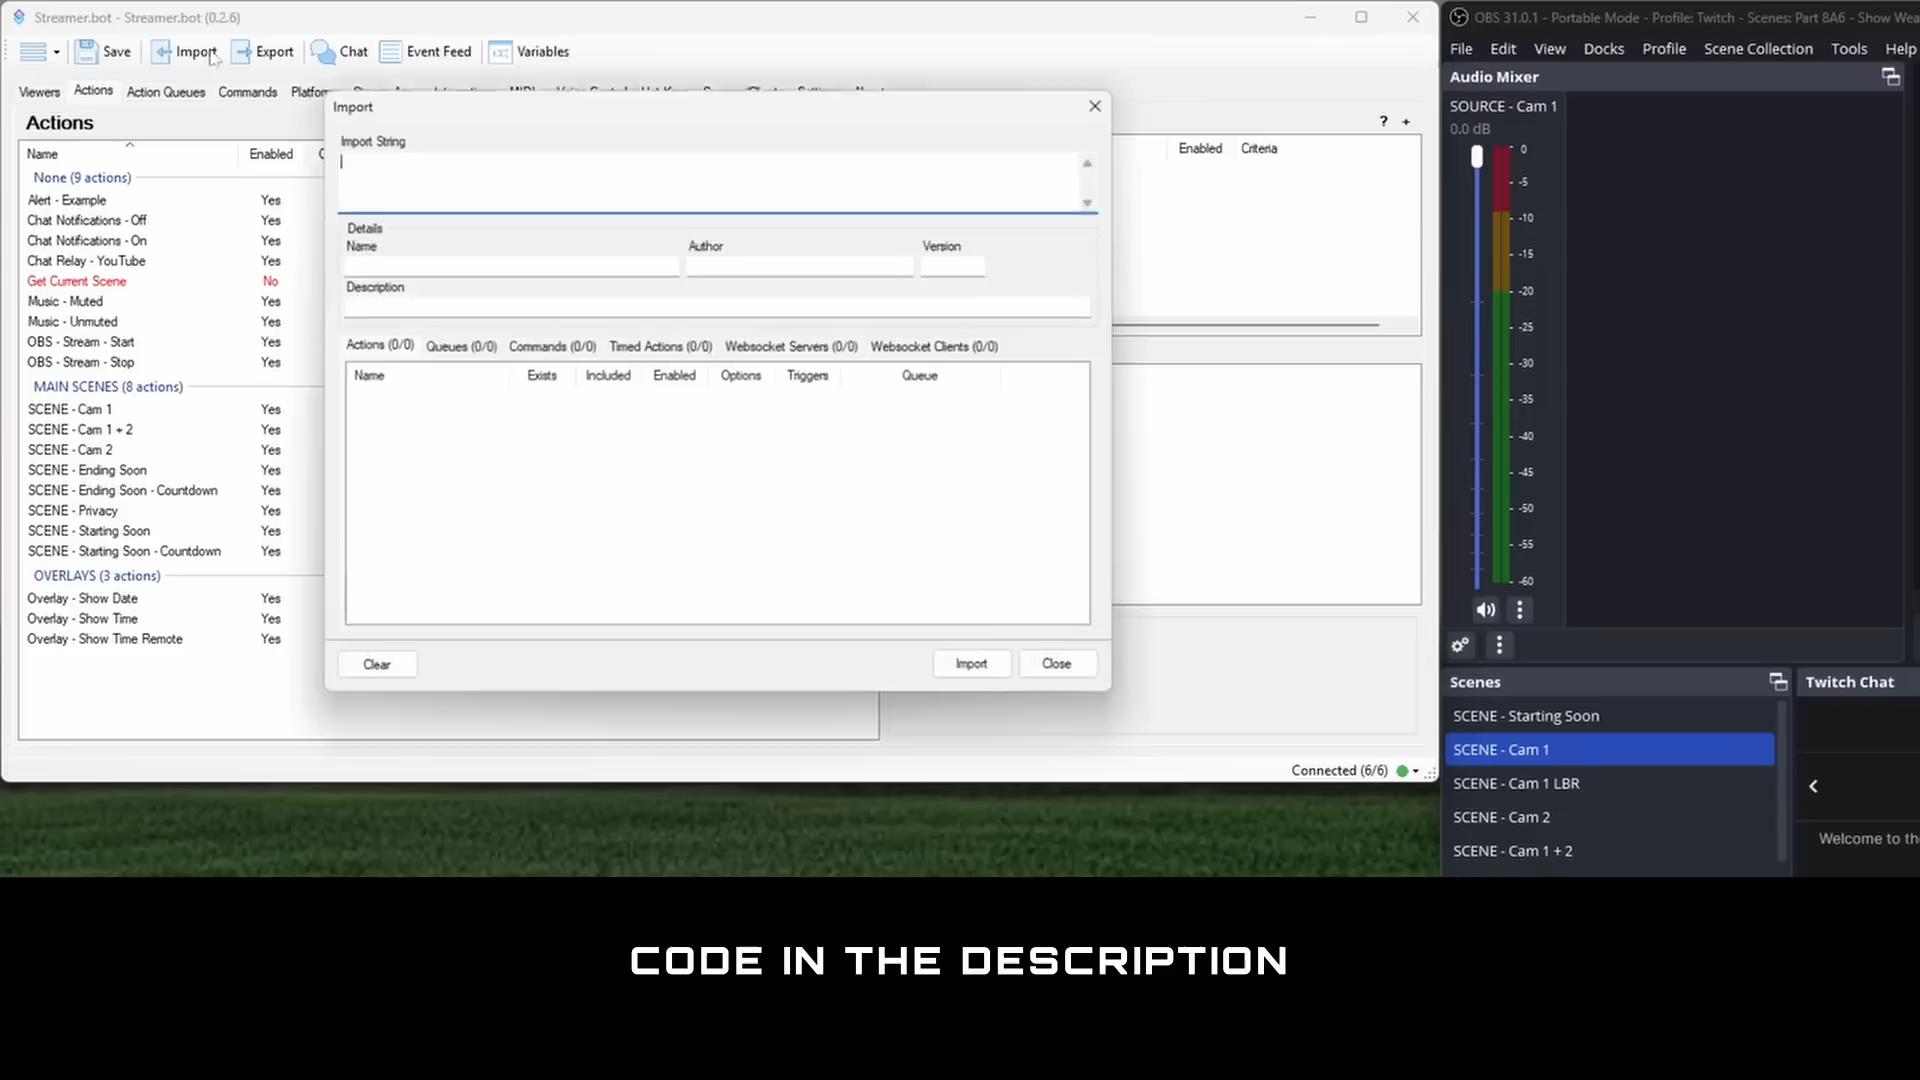 Streamer.bot - Streamer.bot (0.2.6)
Save
Import
Export
Chat
Event Feed
Variables
Viewers
Actions
Action Queues
Commands
Actions
? +
Name
Enabled
None (9 actions)
Alert - Example Yes
Chat Notifications - Off Yes
Chat Notifications - On Yes
Chat Relay - YouTube Yes
Get Current Scene No
Music - Muted Yes
Music - Unmuted Yes
OBS - Stream - Start Yes
OBS - Stream - Stop Yes
MAIN SCENES (8 actions)
SCENE - Cam 1 Yes
SCENE - Cam 1 + 2 Yes
SCENE - Cam 2 Yes
SCENE - Ending Soon Yes
SCENE - Ending Soon - Countdown Yes
SCENE - Privacy Yes
SCENE - Starting Soon Yes
SCENE - Starting Soon - Countdown Yes
OVERLAYS (3 actions)
Overlay - Show Date Yes
Overlay - Show Time Yes
Overlay - Show Time Remote Yes
Import
Import String
Details
Name
Author
Version
Description
Actions (0/0)
Queues (0/0)
Commands (0/0)
Timed Actions (0/0)
Websocket Servers (0/0)
Websocket Clients (0/0)
Name
Exists
Included
Enabled
Options
Triggers
Queue
Clear
Import
Close
Enabled
Criteria
Connected (6/6)
OBS 31.0.1 - Portable Mode - Profile: Twitch - Scenes: Part 8A6 - Show Wea
File
Edit
View
Docks
Profile
Scene Collection
Tools
Help
Audio Mixer
SOURCE - Cam 1
0.0 dB
0
-5
-10
-15
-20
-25
-30
-35
-40
-45
-50
-55
-60
Scenes
SCENE - Starting Soon
SCENE - Cam 1
SCENE - Cam 1 LBR
SCENE - Cam 2
SCENE - Cam 1 + 2
Twitch Chat
Welcome to th
CODE IN THE DESCRIPTION